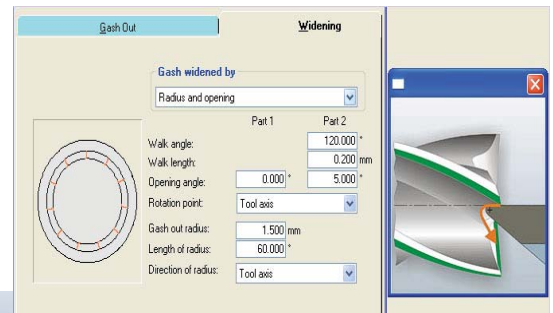 Gash Out
Widening
Gash widened by
Radius and opening
Part 1 Part 2
Walk angle: 120.000 °
Walk length: 0.200 mm
Opening angle: 0.000 ° 5.000 °
Rotation point: Tool axis
Gash out radius: 1.500 mm
Length of radius: 60.000 °
Direction of radius: Tool axis